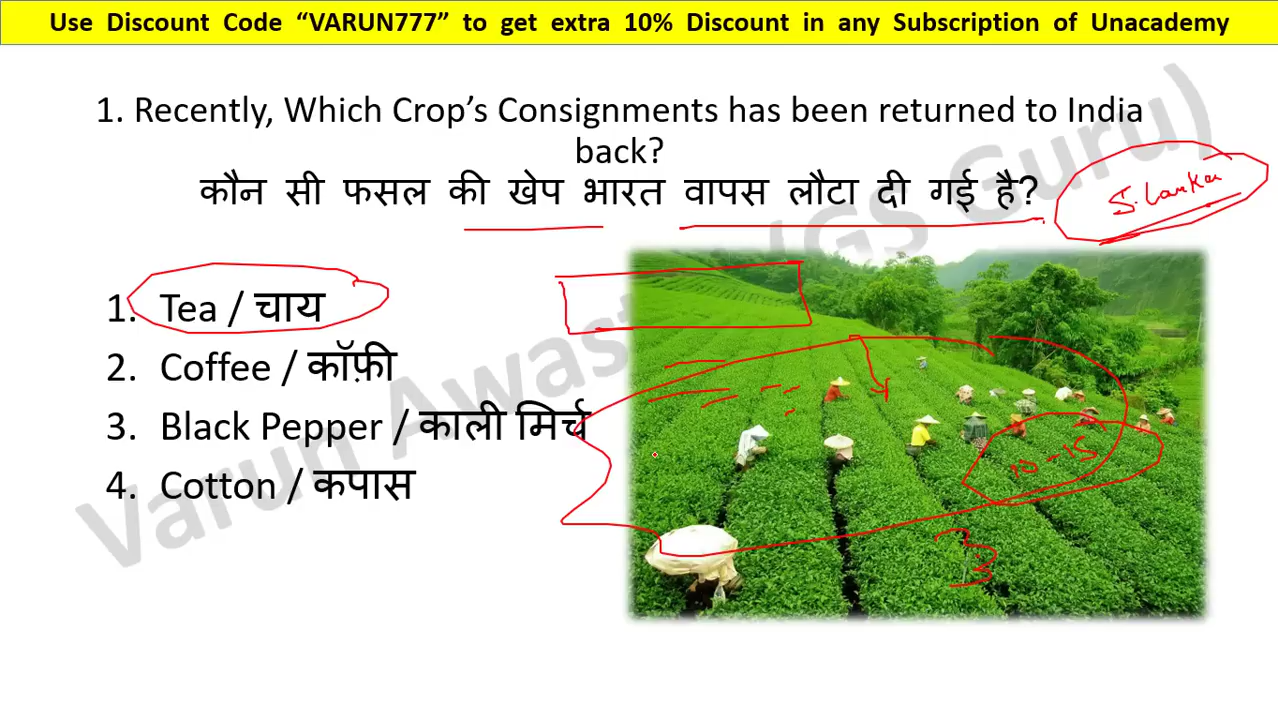 Use Discount Code “VARUN777” to get extra 10% Discount in any Subscription of Unacademy
1. Recently, Which Crop’s Consignments has been returned to India
back?
कौन सी फसल की खेप भारत वापस लौटा दी गई है?
S. Lanka
1. Tea / चाय
2. Coffee / कॉफ़ी
3. Black Pepper / काली मिर्च
4. Cotton / कपास
10-15
3